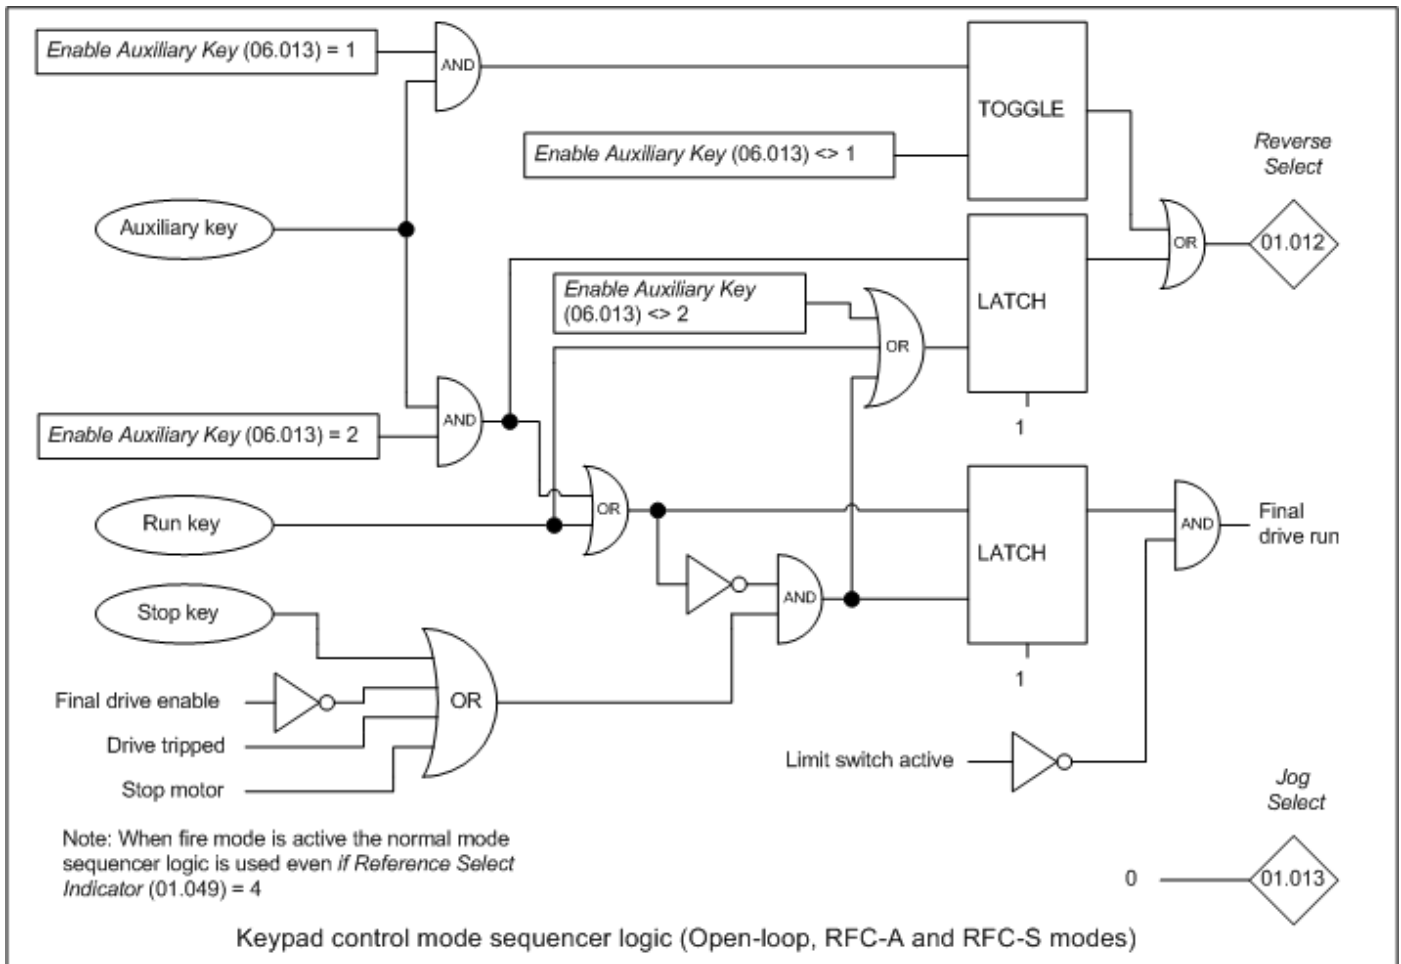 Enable Auxiliary Key (06.013) = 1
AND
TOGGLE
Enable Auxiliary Key (06.013) <> 1
Reverse
Select
Auxiliary key
OR
01.012
Enable Auxiliary Key
(06.013) <> 2
LATCH
OR
1
AND
Enable Auxiliary Key (06.013) = 2
Run key
OR
LATCH
AND
Final
drive run
Stop key
AND
1
Final drive enable
OR
Drive tripped
Stop motor
Limit switch active
Jog
Select
Note: When fire mode is active the normal mode
sequencer logic is used even if Reference Select
Indicator (01.049) = 4
0
01.013
Keypad control mode sequencer logic (Open-loop, RFC-A and RFC-S modes)